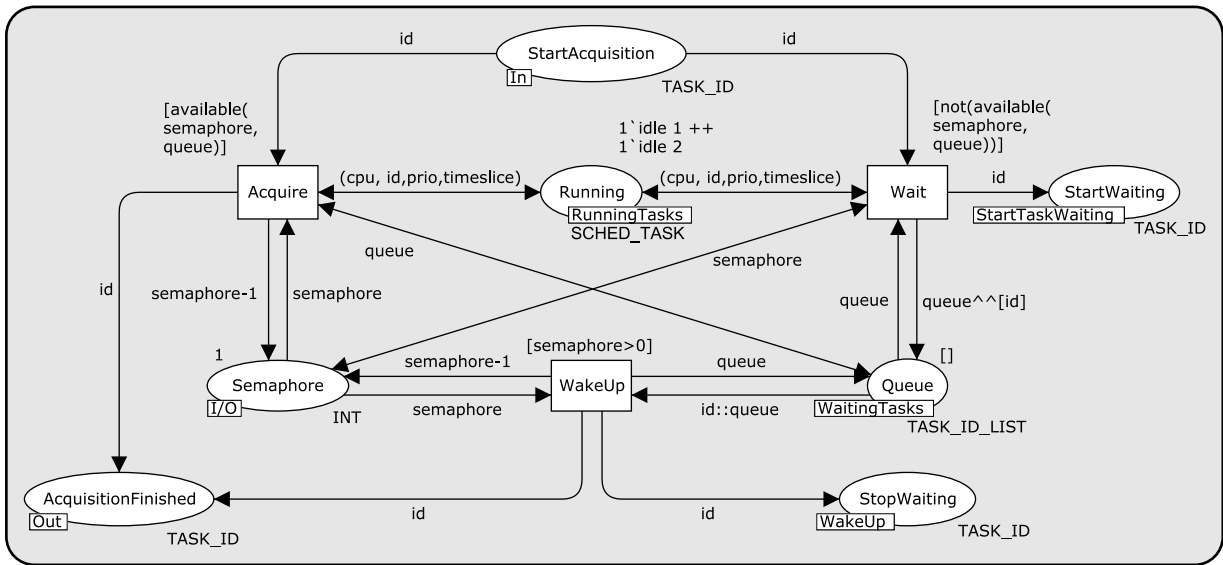 id
id
StartAcquisition
In
TASK_ID
[available(
semaphore,
queue)]
1`idle 1 ++
1`idle 2
[not(available(
semaphore,
queue))]
Acquire
(cpu, id,prio,timeslice)
Running
RunningTasks
SCHED_TASK
(cpu, id,prio,timeslice)
Wait
id
StartWaiting
StartTaskWaiting
TASK_ID
queue
semaphore
id
semaphore-1
semaphore
queue
queue^^[id]
1
[semaphore>0]
[]
Semaphore
I/O
INT
semaphore-1
semaphore
WakeUp
queue
id::queue
Queue
WaitingTasks
TASK_ID_LIST
AcquisitionFinished
Out
TASK_ID
id
id
StopWaiting
WakeUp
TASK_ID